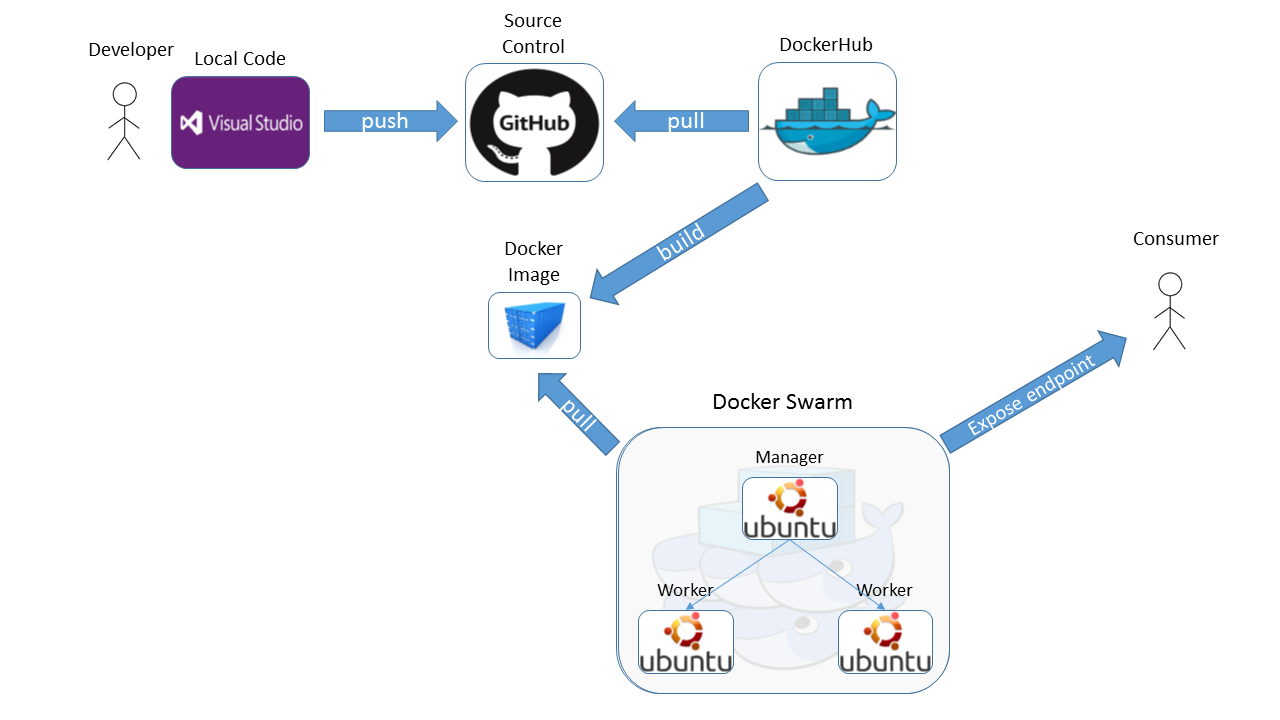 Developer
Local Code
Visual Studio
push
Source
Control
GitHub
pull
DockerHub
build
Docker
Image
Consumer
pull
Expose endpoint
Docker Swarm
Manager
ubuntu
Worker
Worker
ubuntu
ubuntu